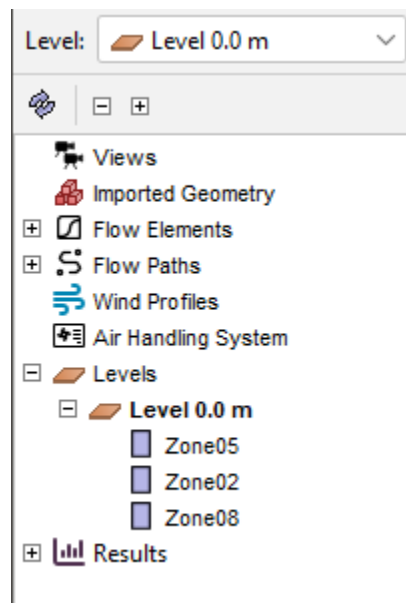 Level: Level 0.0 m
Views
Imported Geometry
Flow Elements
Flow Paths
Wind Profiles
Air Handling System
Levels
Level 0.0 m
Zone05
Zone02
Zone08
Results